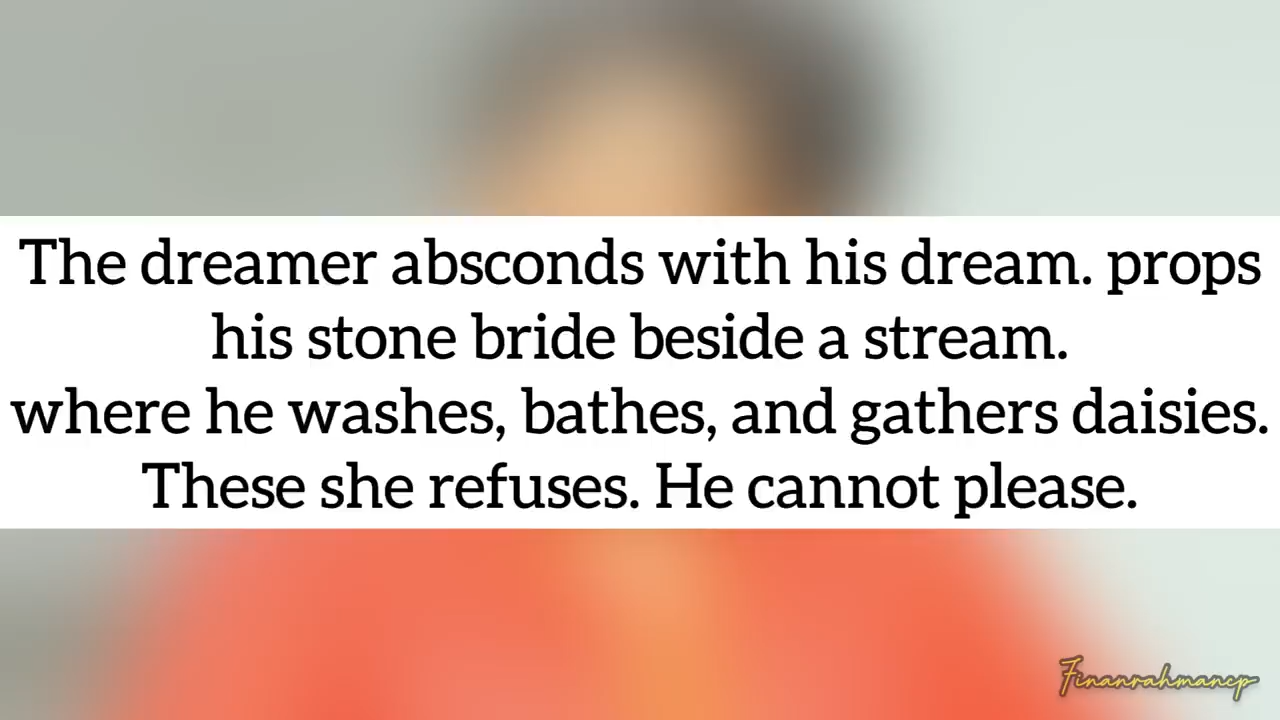 The dreamer absconds with his dream. props
his stone bride beside a stream.
where he washes, bathes, and gathers daisies.
These she refuses. He cannot please.
Finanrahmancp